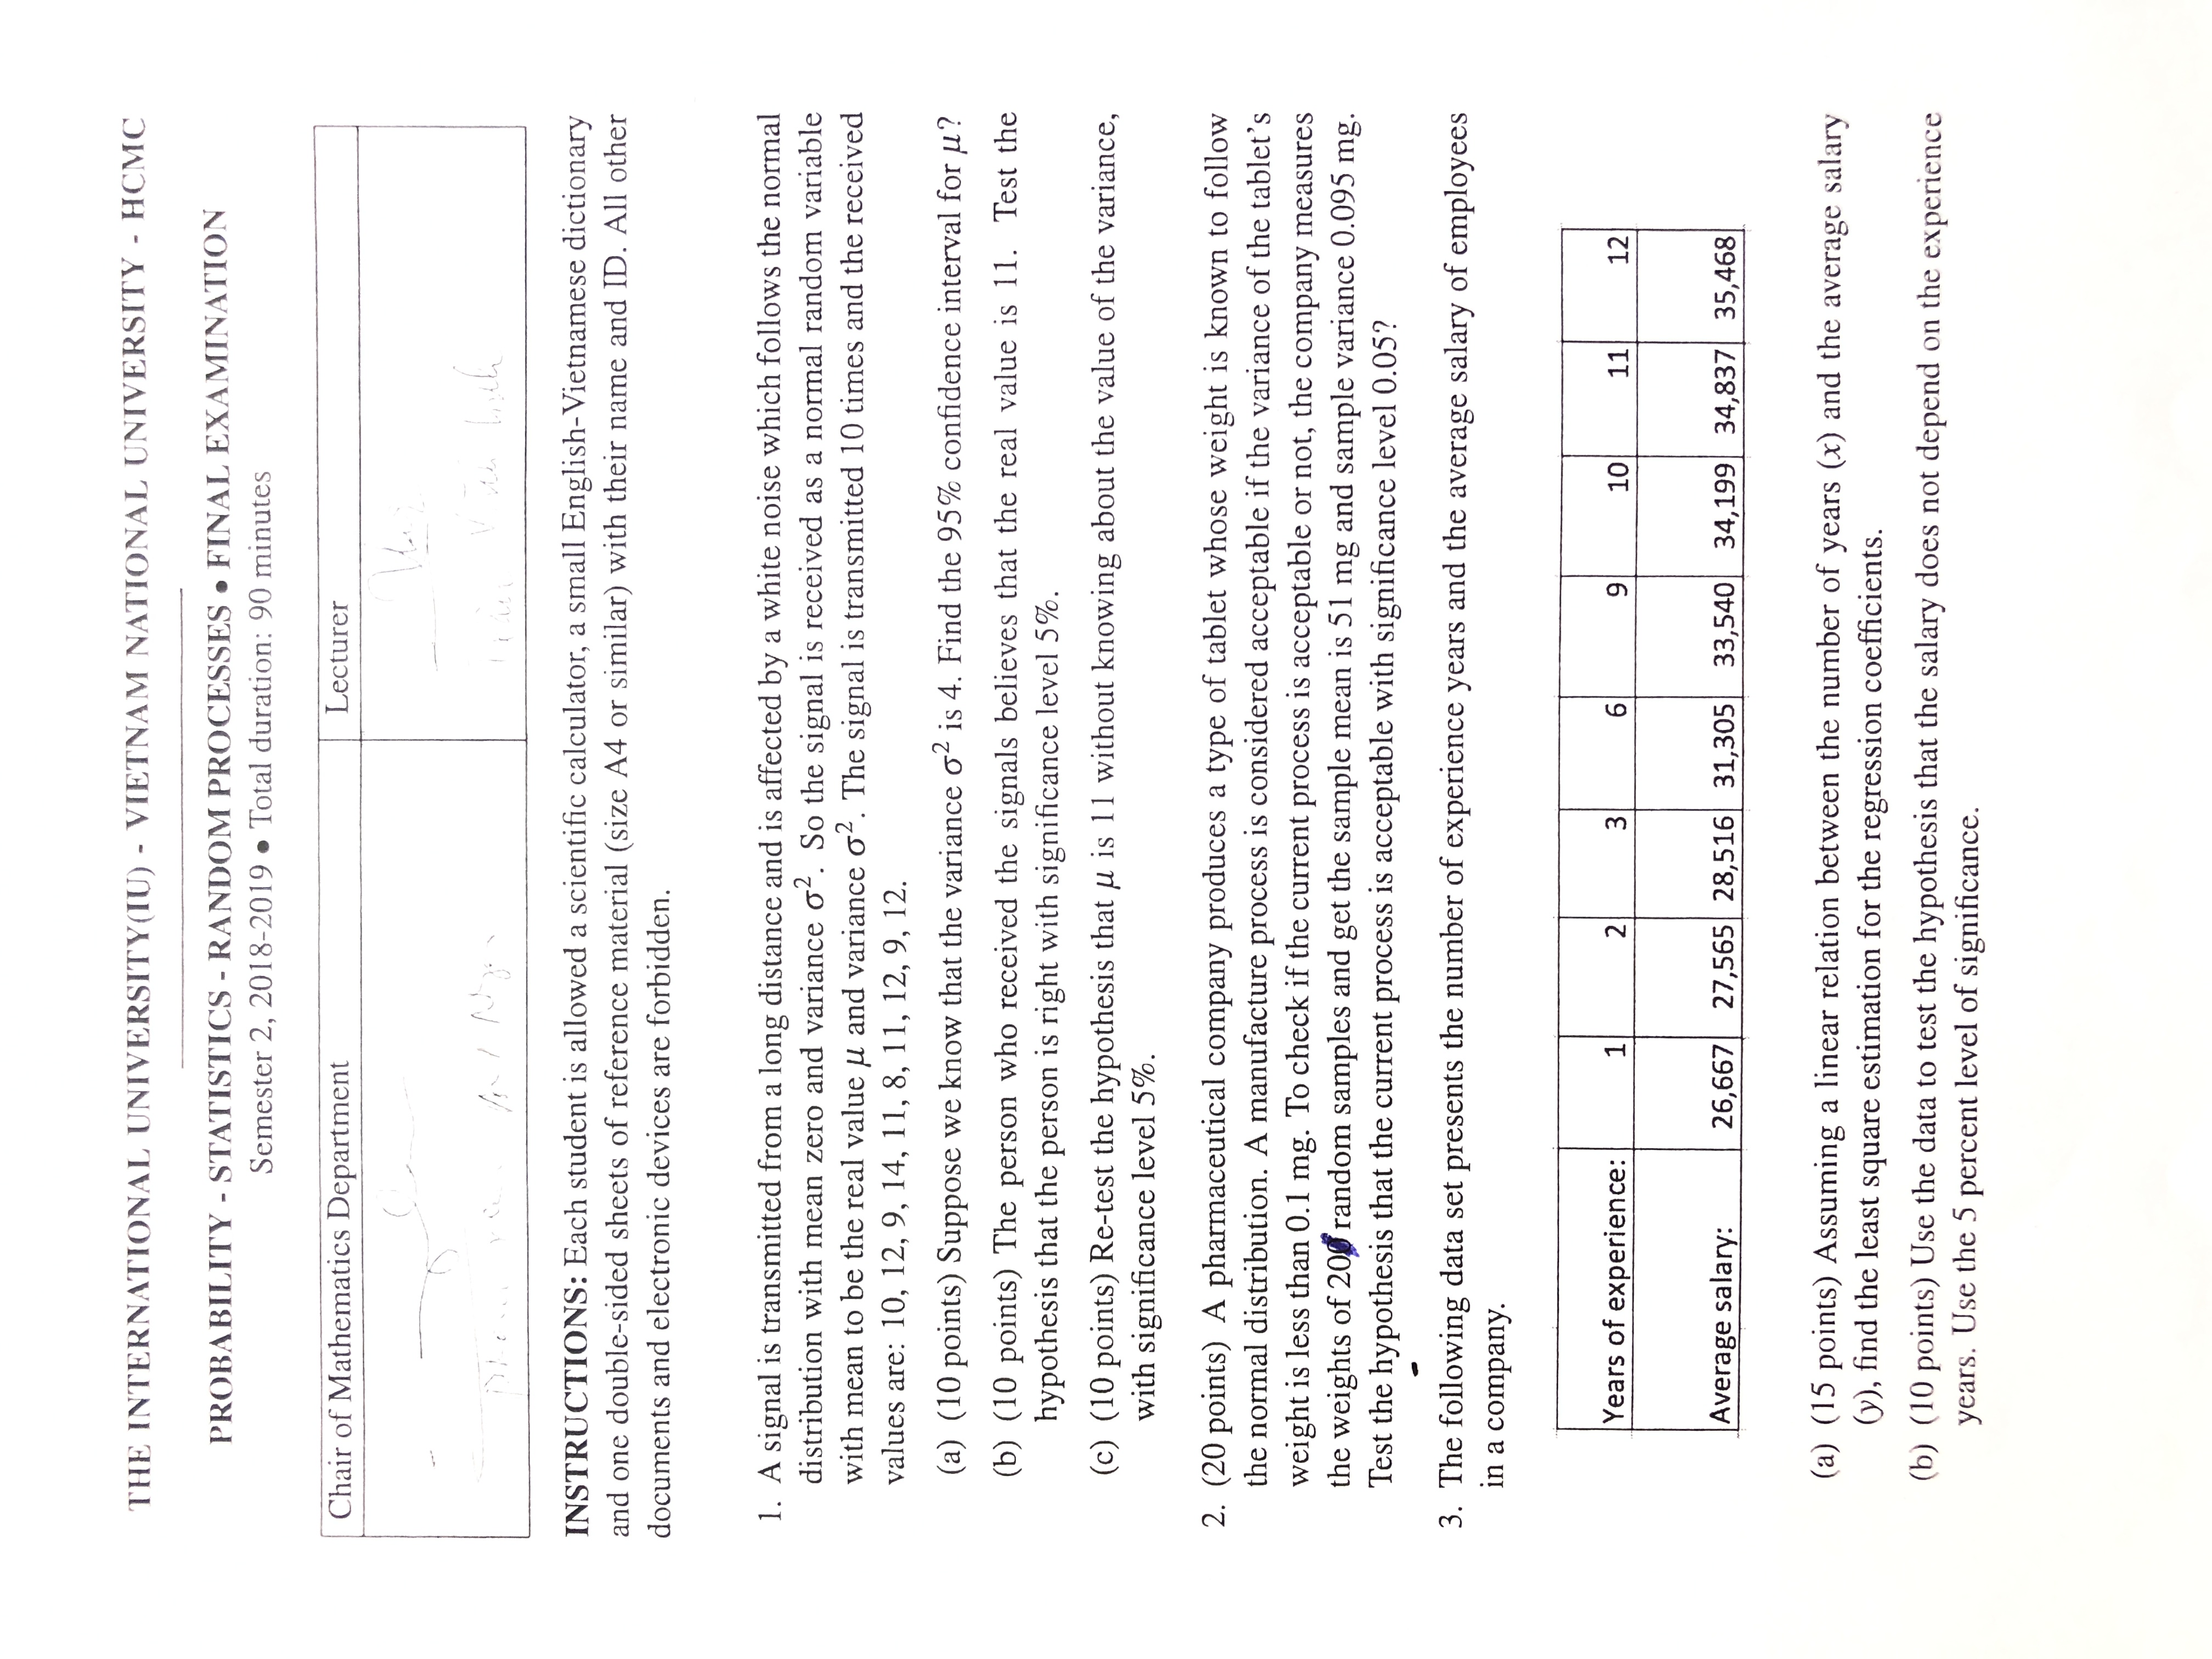 THE INTERNATIONAL UNIVERSITY(IU) - VIETNAM NATIONAL UNIVERSITY - HCMC
PROBABILITY - STATISTICS - RANDOM PROCESSES • FINAL EXAMINATION
Semester 2, 2018-2019 • Total duration: 90 minutes
Chair of Mathematics Department Lecturer
INSTRUCTIONS: Each student is allowed a scientific calculator, a small English-Vietnamese dictionary
and one double-sided sheets of reference material (size A4 or similar) with their name and ID. All other
documents and electronic devices are forbidden.
1. A signal is transmitted from a long distance and is affected by a white noise which follows the normal
distribution with mean zero and variance σ². So the signal is received as a normal random variable
with mean to be the real value μ and variance σ². The signal is transmitted 10 times and the received
values are: 10, 12, 9, 14, 11, 8, 11, 12, 9, 12.
(a) (10 points) Suppose we know that the variance σ² is 4. Find the 95% confidence interval for μ?
(b) (10 points) The person who received the signals believes that the real value is 11. Test the
hypothesis that the person is right with significance level 5%.
(c) (10 points) Re-test the hypothesis that μ is 11 without knowing about the value of the variance,
with significance level 5%.
2. (20 points) A pharmaceutical company produces a type of tablet whose weight is known to follow
the normal distribution. A manufacture process is considered acceptable if the variance of the tablet's
weight is less than 0.1 mg. To check if the current process is acceptable or not, the company measures
the weights of 20 random samples and get the sample mean is 51 mg and sample variance 0.095 mg.
Test the hypothesis that the current process is acceptable with significance level 0.05?
3. The following data set presents the number of experience years and the average salary of employees
in a company.
Years of experience: 1 2 3 6 9 10 11 12
Average salary: 26,667 27,565 28,516 31,305 33,540 34,199 34,837 35,468
(a) (15 points) Assuming a linear relation between the number of years (x) and the average salary
(y), find the least square estimation for the regression coefficients.
(b) (10 points) Use the data to test the hypothesis that the salary does not depend on the experience
years. Use the 5 percent level of significance.